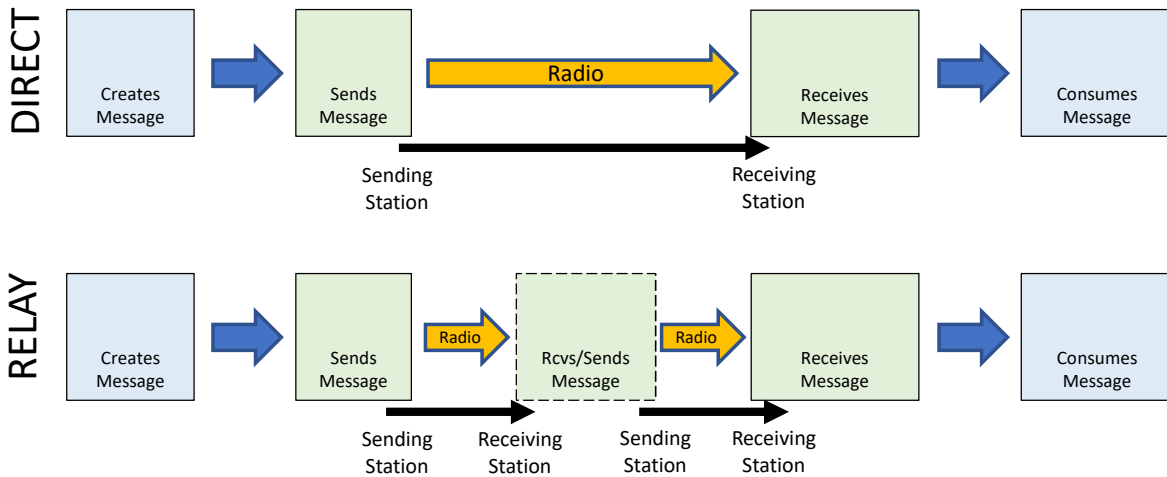 DIRECT
Creates
Message
Sends
Message
Radio
Receives
Message
Consumes
Message
Sending
Station
Receiving
Station
RELAY
Creates
Message
Sends
Message
Radio
Rcvs/Sends
Message
Radio
Receives
Message
Consumes
Message
Sending
Station
Receiving
Station
Sending
Station
Receiving
Station